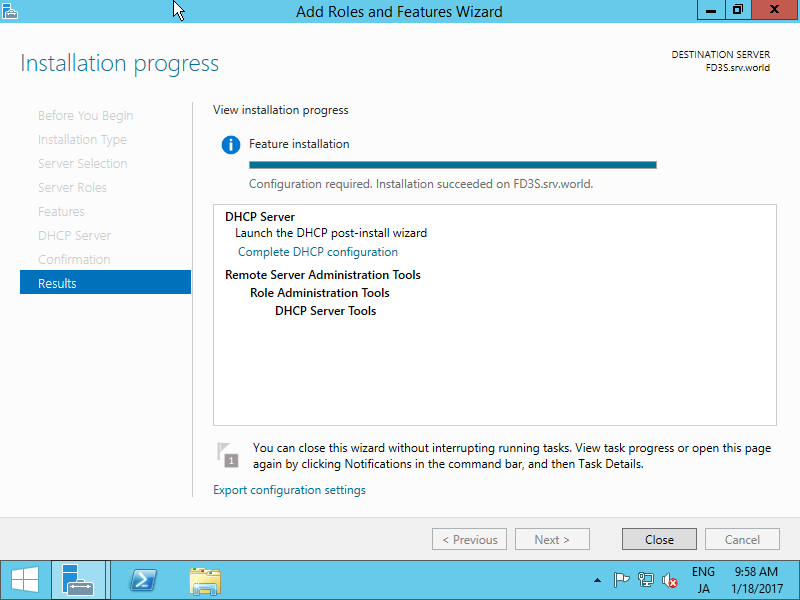 Add Roles and Features Wizard
Installation progress
DESTINATION SERVER
FD3S.srv.world
Before You Begin
Installation Type
Server Selection
Server Roles
Features
DHCP Server
Confirmation
Results
View installation progress
Feature installation
Configuration required. Installation succeeded on FD3S.srv.world.
DHCP Server
Launch the DHCP post-install wizard
Complete DHCP configuration
Remote Server Administration Tools
Role Administration Tools
DHCP Server Tools
1
You can close this wizard without interrupting running tasks. View task progress or open this page
again by clicking Notifications in the command bar, and then Task Details.
Export configuration settings
< Previous
Next >
Close
Cancel
ENG
JA
9:58 AM
1/18/2017